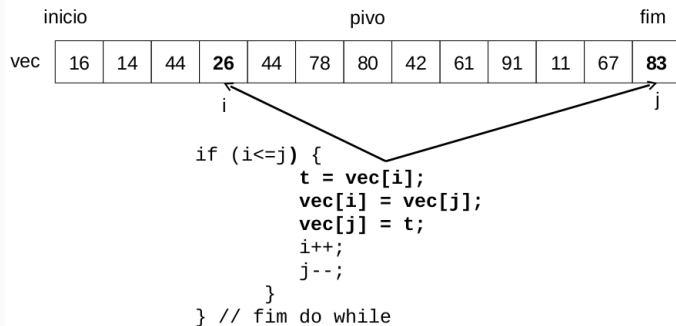 inicio pivo fim
vec 16 14 44 26 44 78 80 42 61 91 11 67 83
i j
if (i<=j) {
t = vec[i];
vec[i] = vec[j];
vec[j] = t;
i++;
j--;
}
} // fim do while